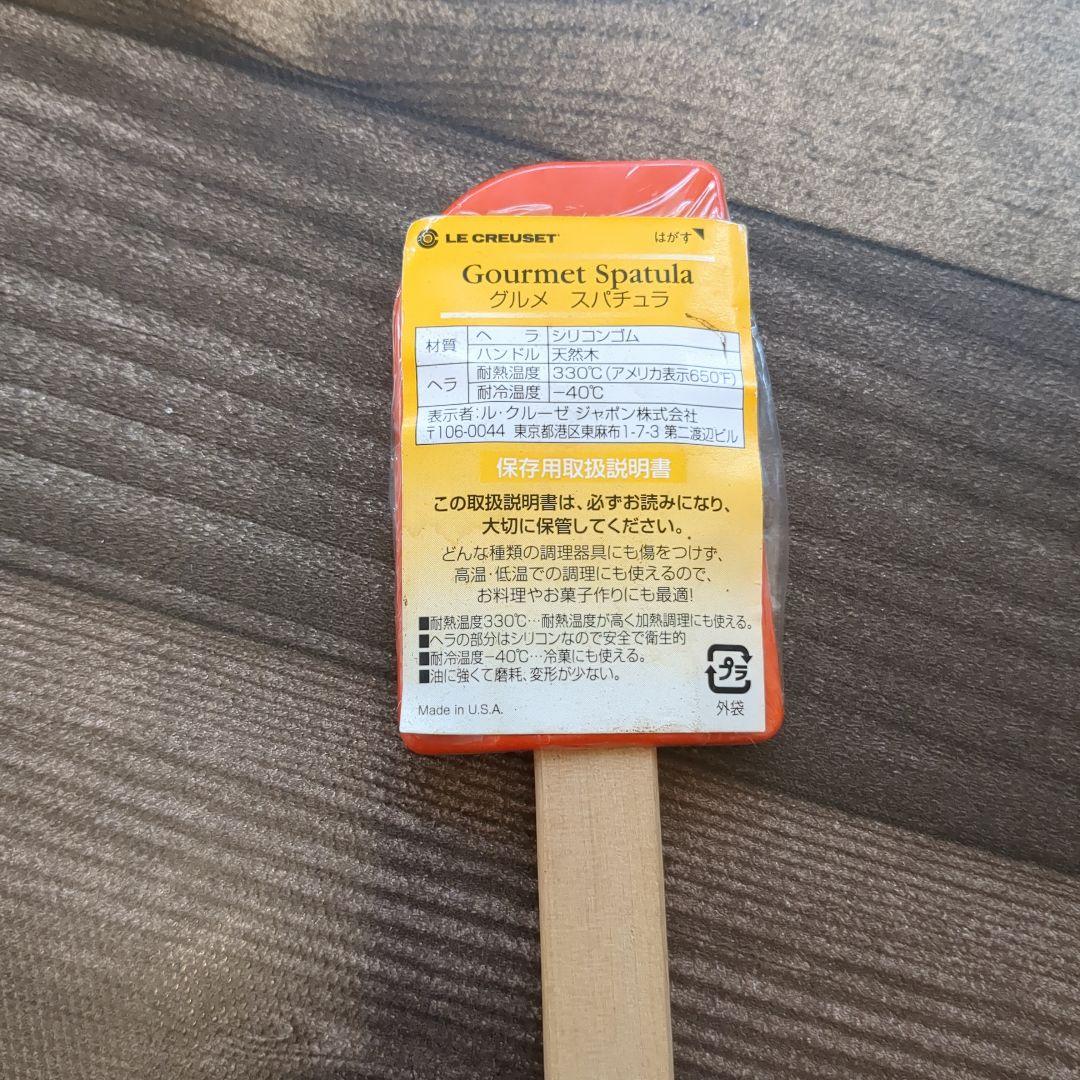 LE CREUSET
はがす
Gourmet Spatula
グルメ スパチュラ
材質 ヘラ シリコンゴム
ハンドル 天然木
ヘラ 耐熱温度 330℃(アメリカ表示650℉)
耐冷温度 −40℃
表示者:ル・クルーゼ ジャポン株式会社
〒106-0044 東京都港区東麻布1-7-3 第二渡辺ビル
保存用取扱説明書
この取扱説明書は、必ずお読みになり、
大切に保管してください。
どんな種類の調理器具にも傷をつけず、
高温・低温での調理にも使えるので、
お料理やお菓子作りにも最適!
■耐熱温度330℃…耐熱温度が高く加熱調理にも使える。
■ヘラの部分はシリコンなので安全で衛生的
■耐冷温度−40℃…冷菓にも使える。
■油に強くて磨耗、変形が少ない。
プラ
Made in U.S.A.
外袋